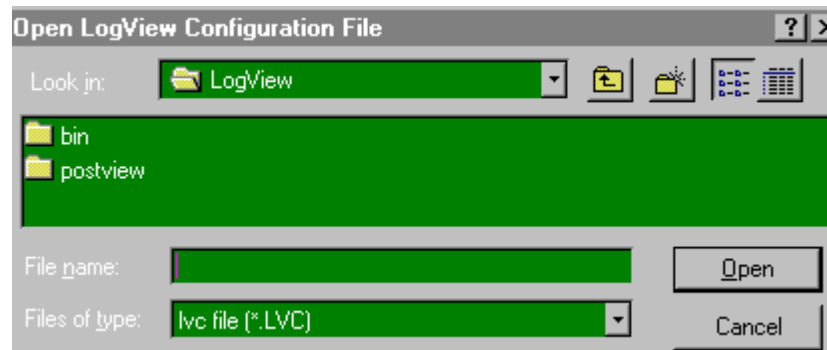 Open LogView Configuration File
Look in: LogView
bin
postview
File name: Open
Files of type: lvc file (*.LVC) Cancel